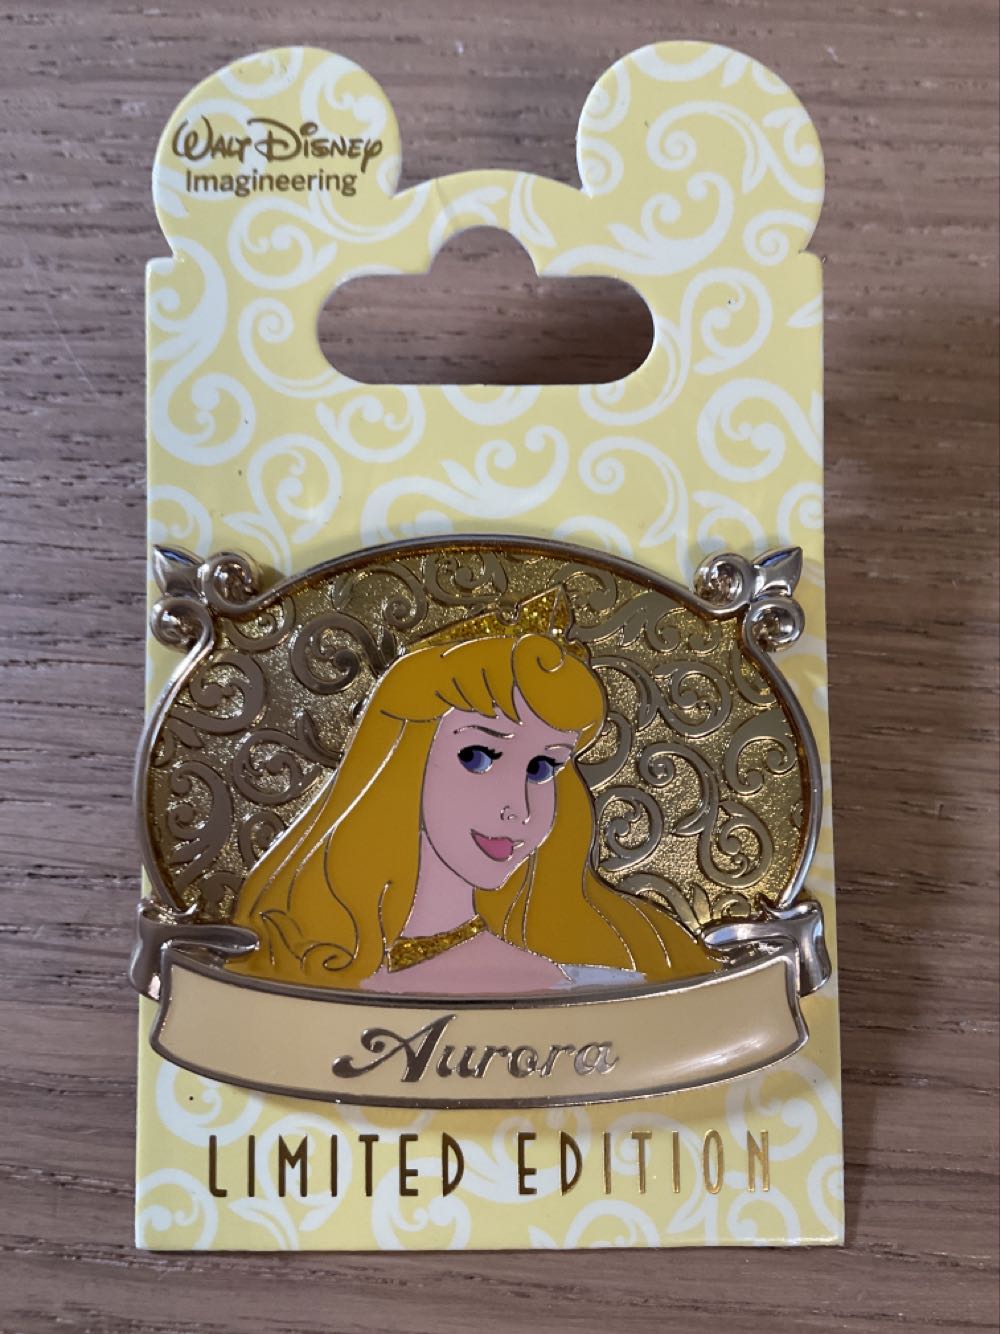 Walt Disney
Imagineering
Aurora
LIMITED EDITION